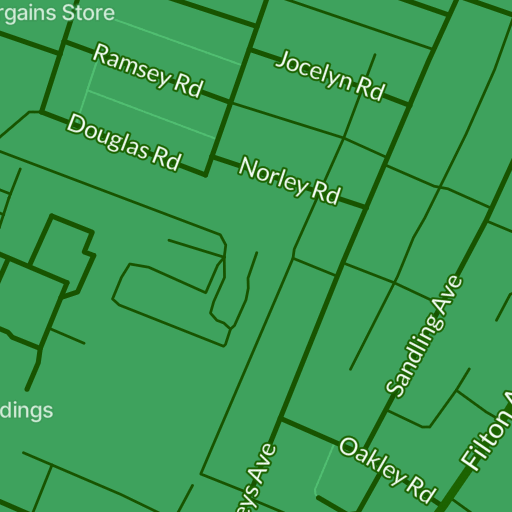 rgains Store
Ramsey Rd
Jocelyn Rd
Douglas Rd
Norley Rd
Sandling Ave
dings
Filton A
Oakley Rd
eys Ave